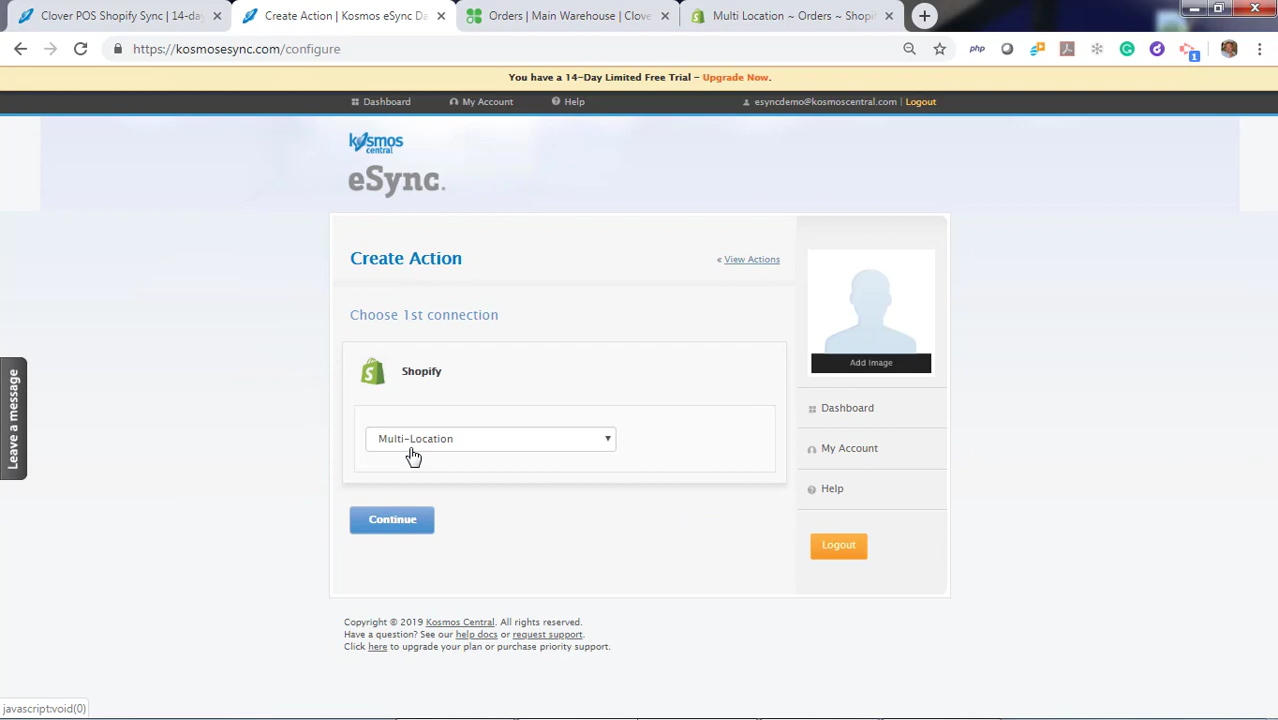 Clover POS Shopify Sync | 14-day
Create Action | Kosmos eSync Da
Orders | Main Warehouse | Clove
Multi Location ~ Orders ~ Shopif
https://kosmosesync.com/configure
php
1
You have a 14-Day Limited Free Trial – Upgrade Now.
Dashboard My Account Help esyncdemo@kosmoscentral.com | Logout
kosmos
central
eSync.
Create Action
« View Actions
Choose 1st connection
Shopify
Multi-Location
Continue
Add Image
Dashboard
My Account
Help
Logout
Leave a message
Copyright © 2019 Kosmos Central. All rights reserved.
Have a question? See our help docs or request support.
Click here to upgrade your plan or purchase priority support.
javascript:void(0)